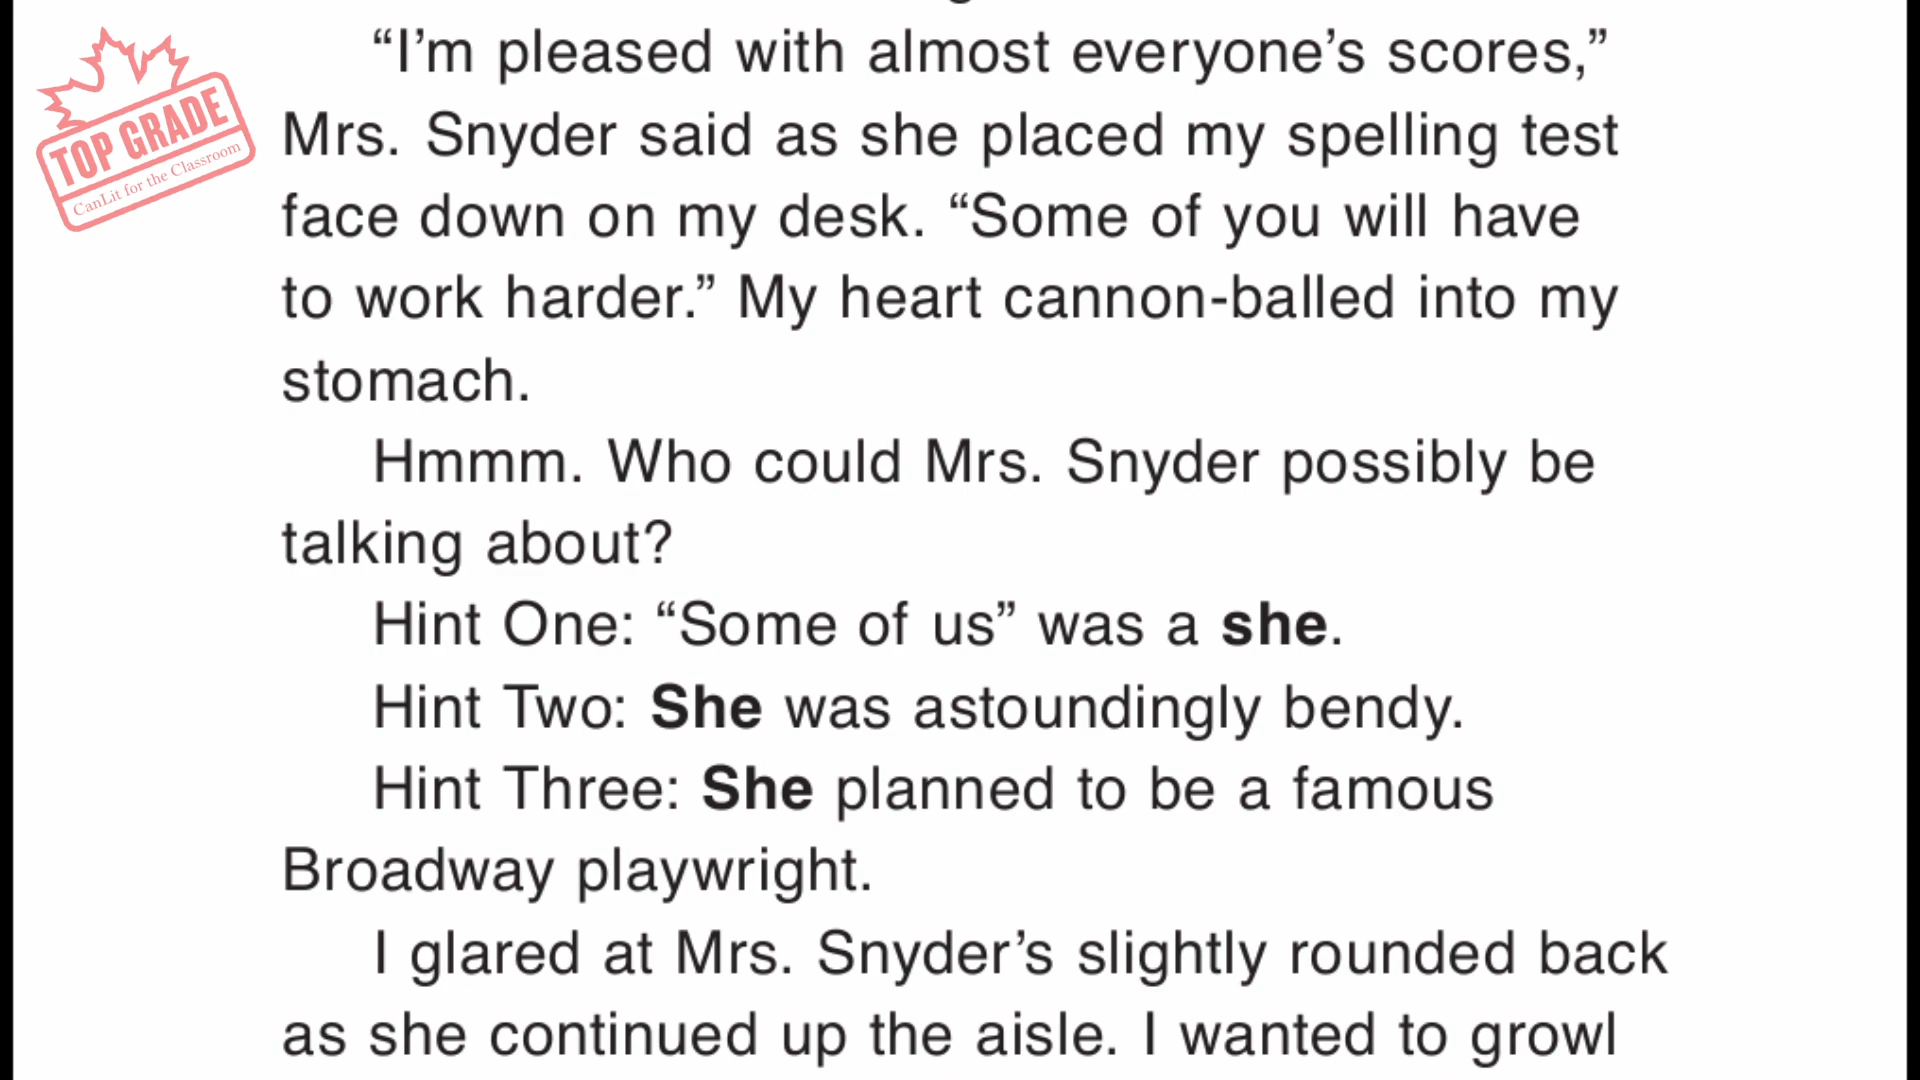 TOP GRADE
CanLit for the Classroom
“I’m pleased with almost everyone’s scores,”
Mrs. Snyder said as she placed my spelling test
face down on my desk. “Some of you will have
to work harder.” My heart cannon-balled into my
stomach.
Hmmm. Who could Mrs. Snyder possibly be
talking about?
Hint One: “Some of us” was a she.
Hint Two: She was astoundingly bendy.
Hint Three: She planned to be a famous
Broadway playwright.
I glared at Mrs. Snyder’s slightly rounded back
as she continued up the aisle. I wanted to growl